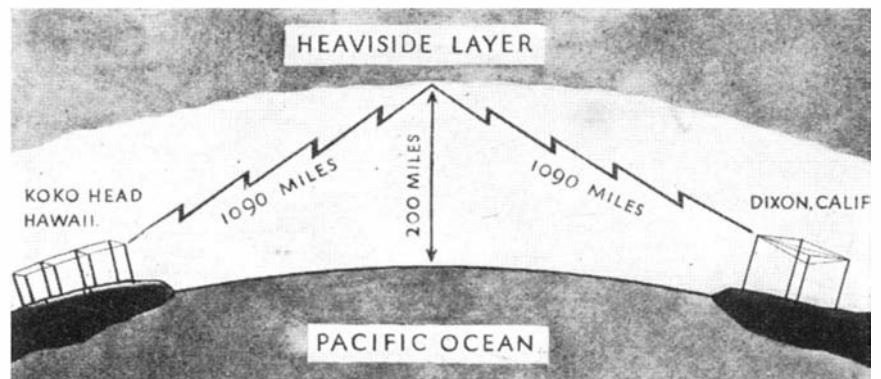 HEAVISIDE LAYER
1090 MILES
200 MILES
1090 MILES
KOKO HEAD
HAWAII.
DIXON, CALIF
PACIFIC OCEAN